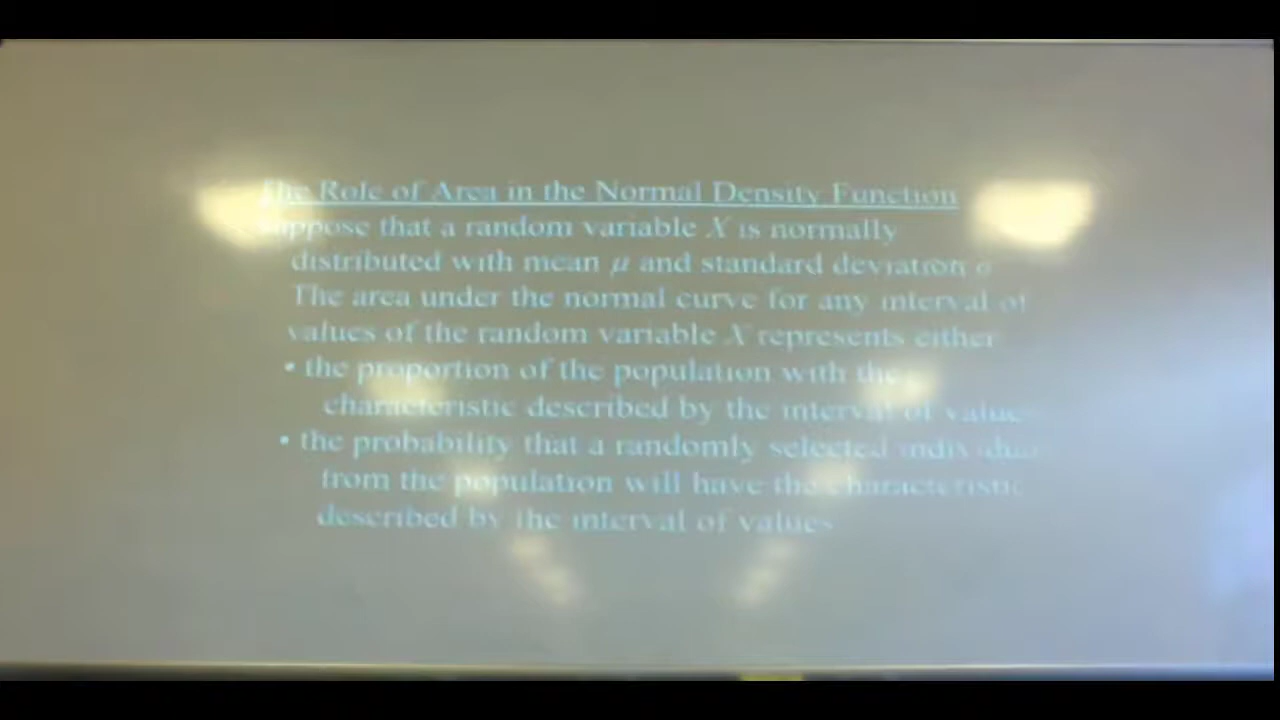 The Role of Area in the Normal Density Function
Suppose that a random variable X is normally
distributed with mean μ and standard deviation σ
The area under the normal curve for any interval of
values of the random variable X represents either
• the proportion of the population with the
characteristic described by the interval of values
• the probability that a randomly selected individual
from the population will have the characteristic
described by the interval of values